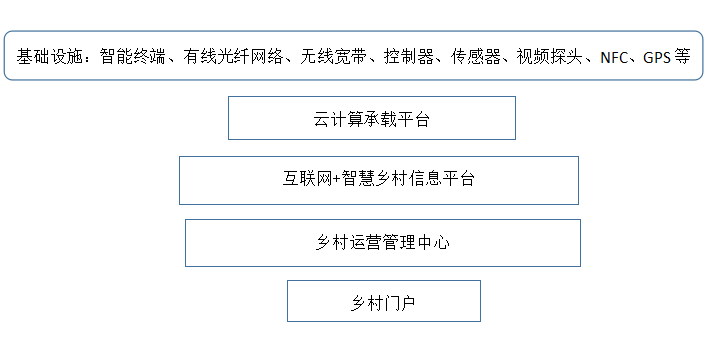 基础设施：智能终端、有线光纤网络、无线宽带、控制器、传感器、视频探头、NFC、GPS等
云计算承载平台
互联网+智慧乡村信息平台
乡村运营管理中心
乡村门户